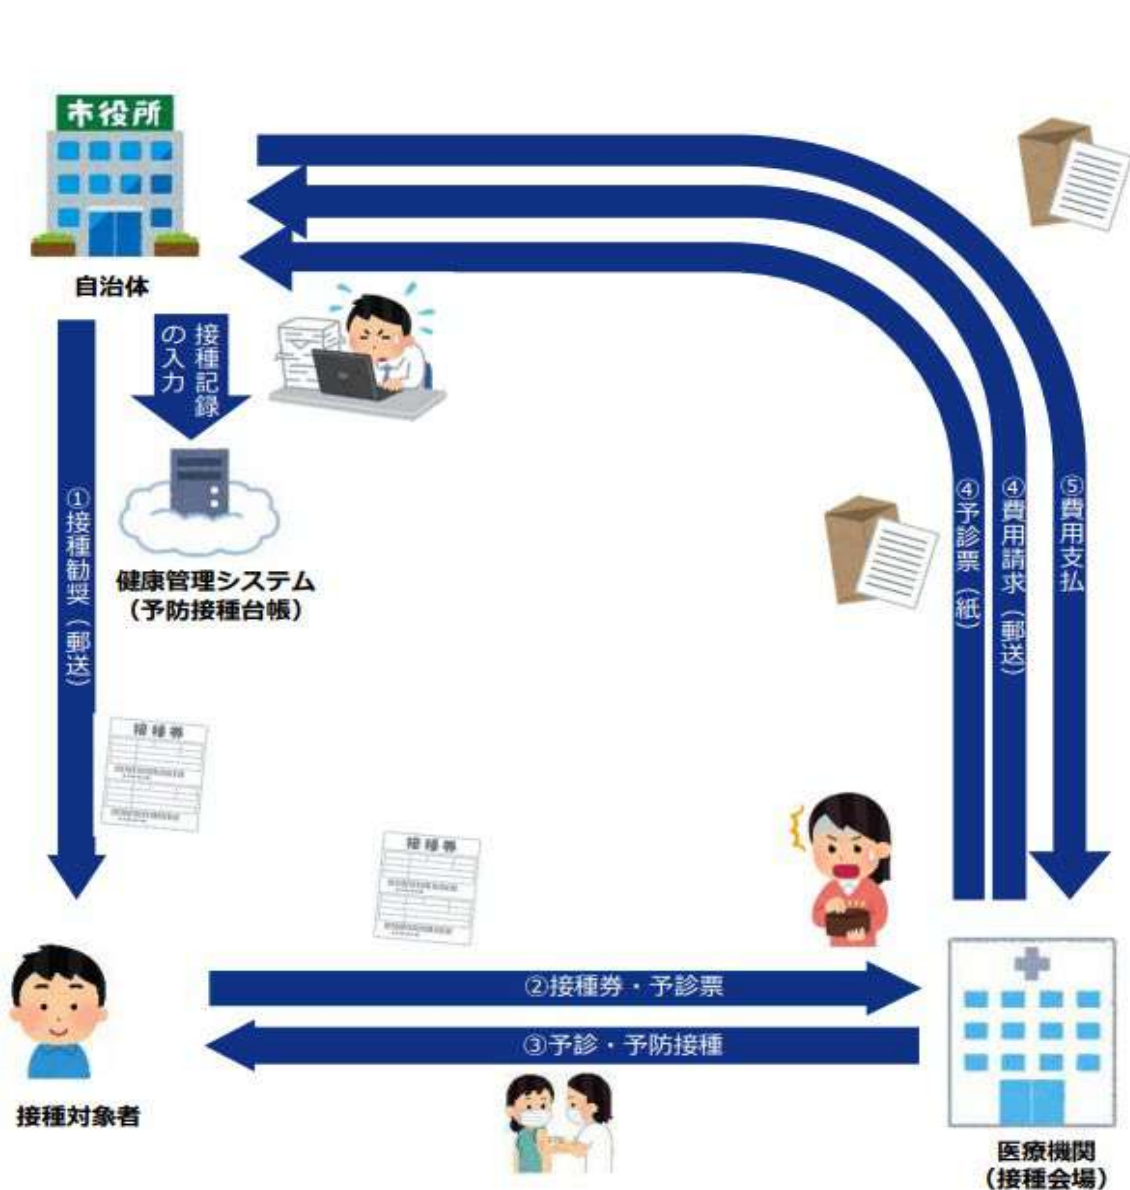 市役所
自治体
接種記録
の入力
健康管理システム
（予防接種台帳）
①接種勧奨（郵送）
④予診票（紙）
④費用請求（郵送）
⑤費用支払
接種券
接種券
②接種券・予診票
③予診・予防接種
接種対象者
医療機関
（接種会場）